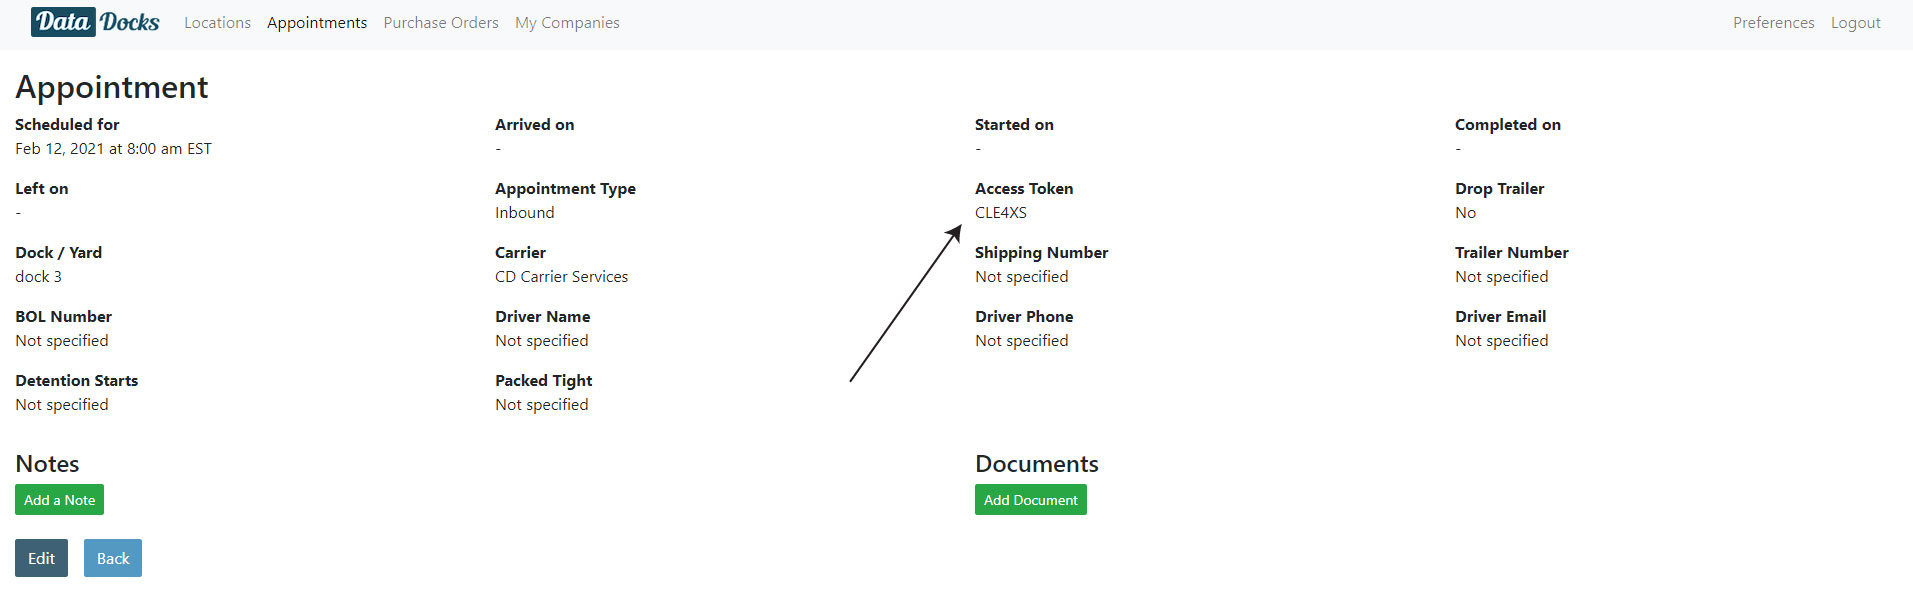 Data Docks Locations Appointments Purchase Orders My Companies Preferences Logout
Appointment
Scheduled for Arrived on Started on Completed on
Feb 12, 2021 at 8:00 am EST - - -
Left on Appointment Type Access Token Drop Trailer
- Inbound CLE4XS No
Dock / Yard Carrier Shipping Number Trailer Number
dock 3 CD Carrier Services Not specified Not specified
BOL Number Driver Name Driver Phone Driver Email
Not specified Not specified Not specified Not specified
Detention Starts Packed Tight
Not specified Not specified
Notes Documents
Add a Note Add Document
Edit Back